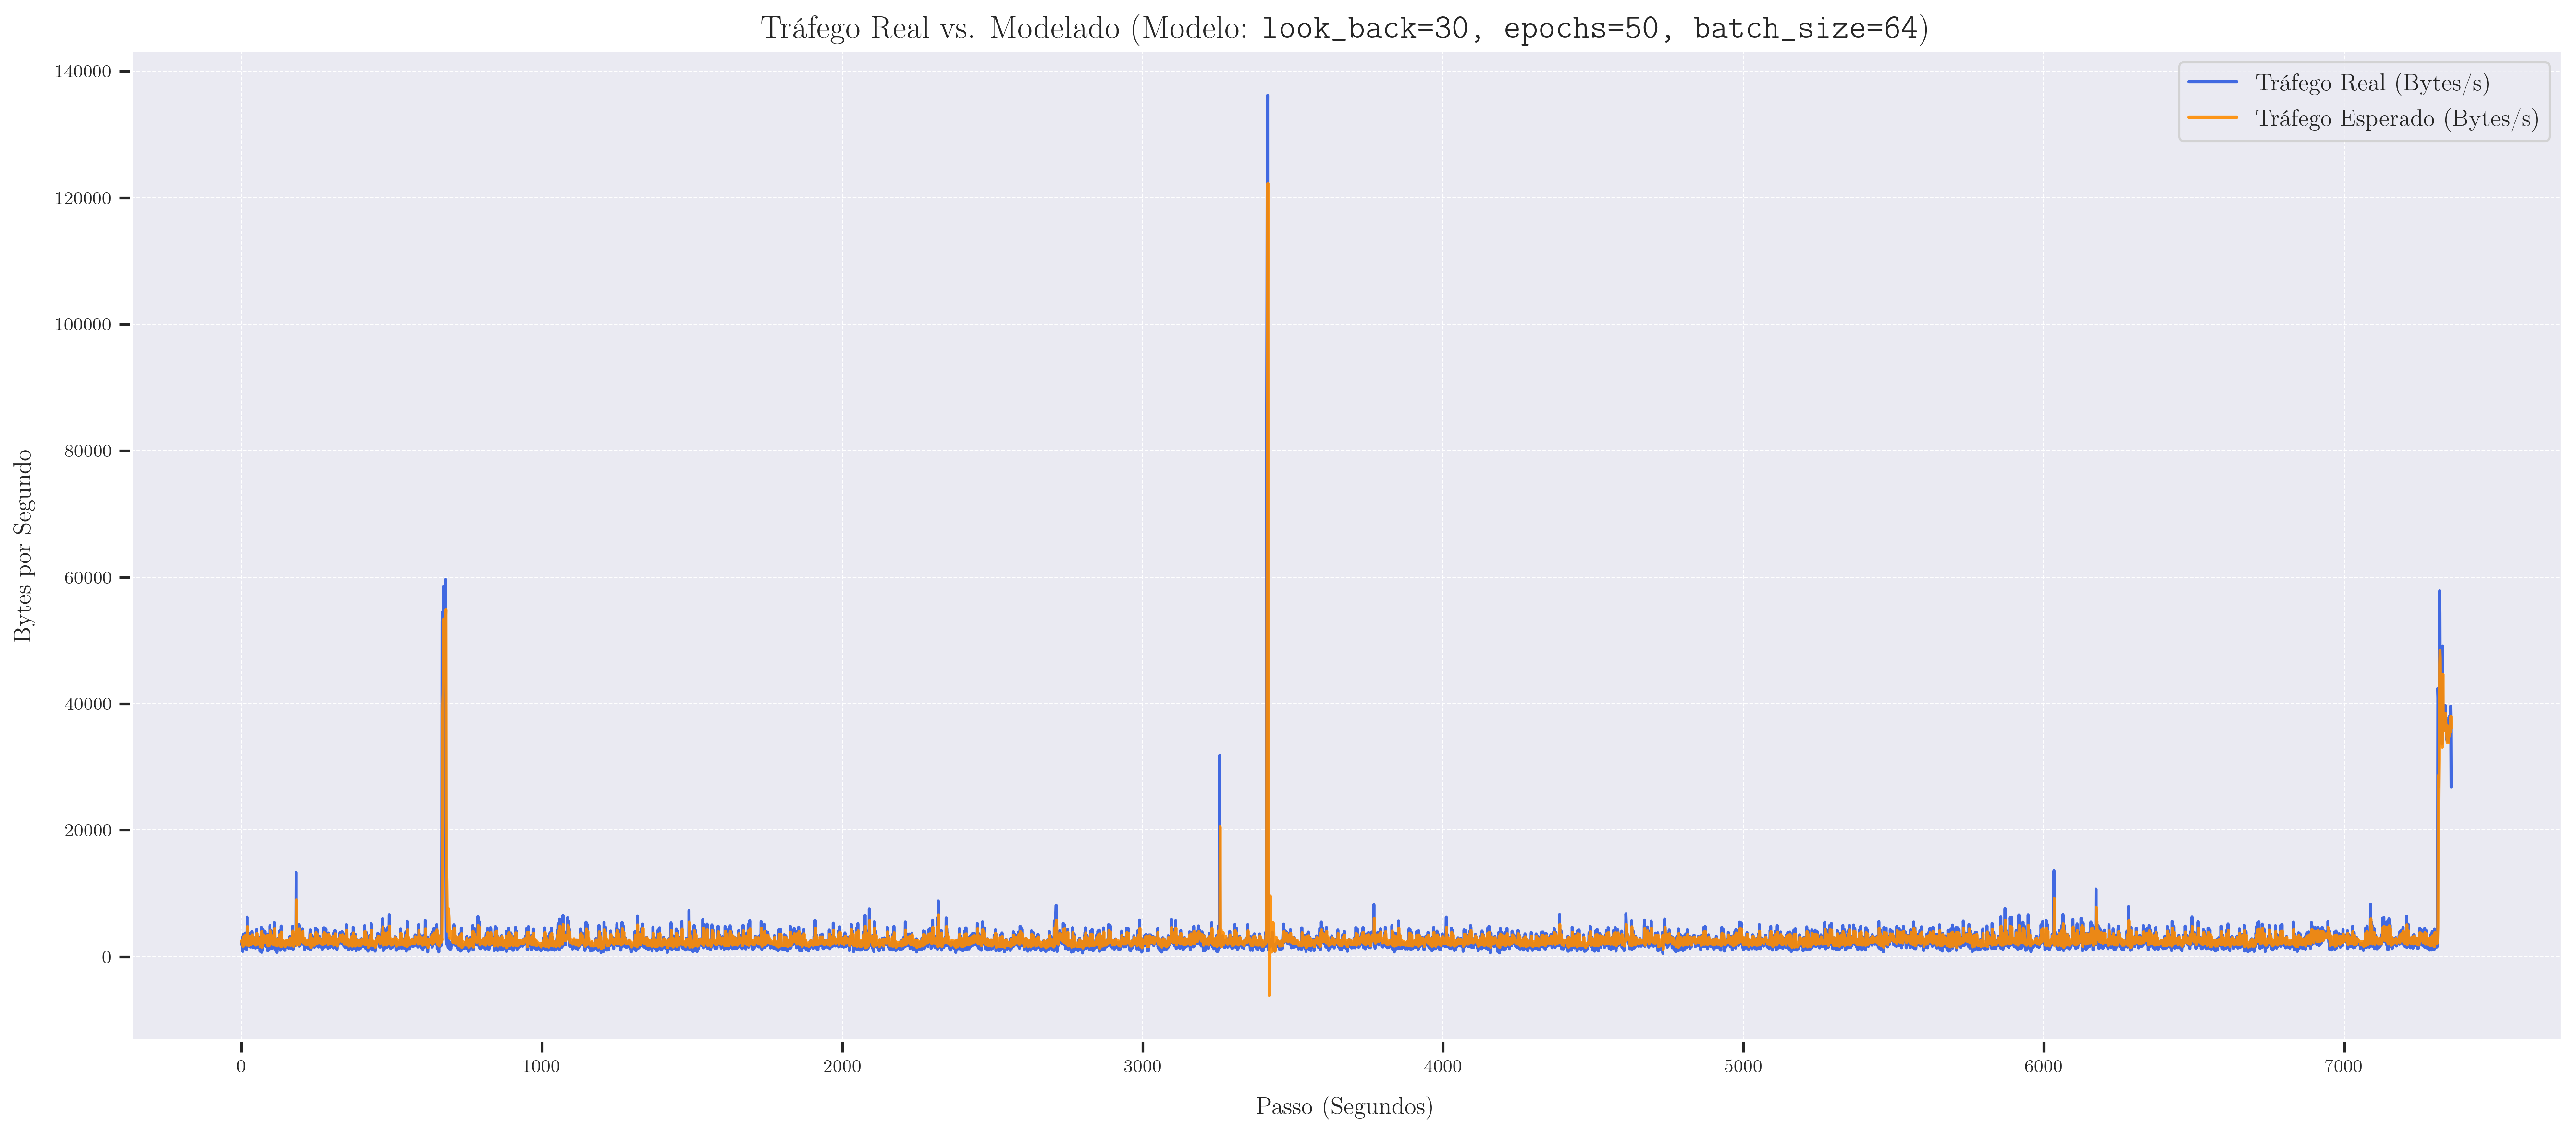 Tráfego Real vs. Modelado (Modelo: look_back=30, epochs=50, batch_size=64)
Tráfego Real (Bytes/s)
Tráfego Esperado (Bytes/s)
Bytes por Segundo
140000
120000
100000
80000
60000
40000
20000
0
0 1000 2000 3000 4000 5000 6000 7000
Passo (Segundos)